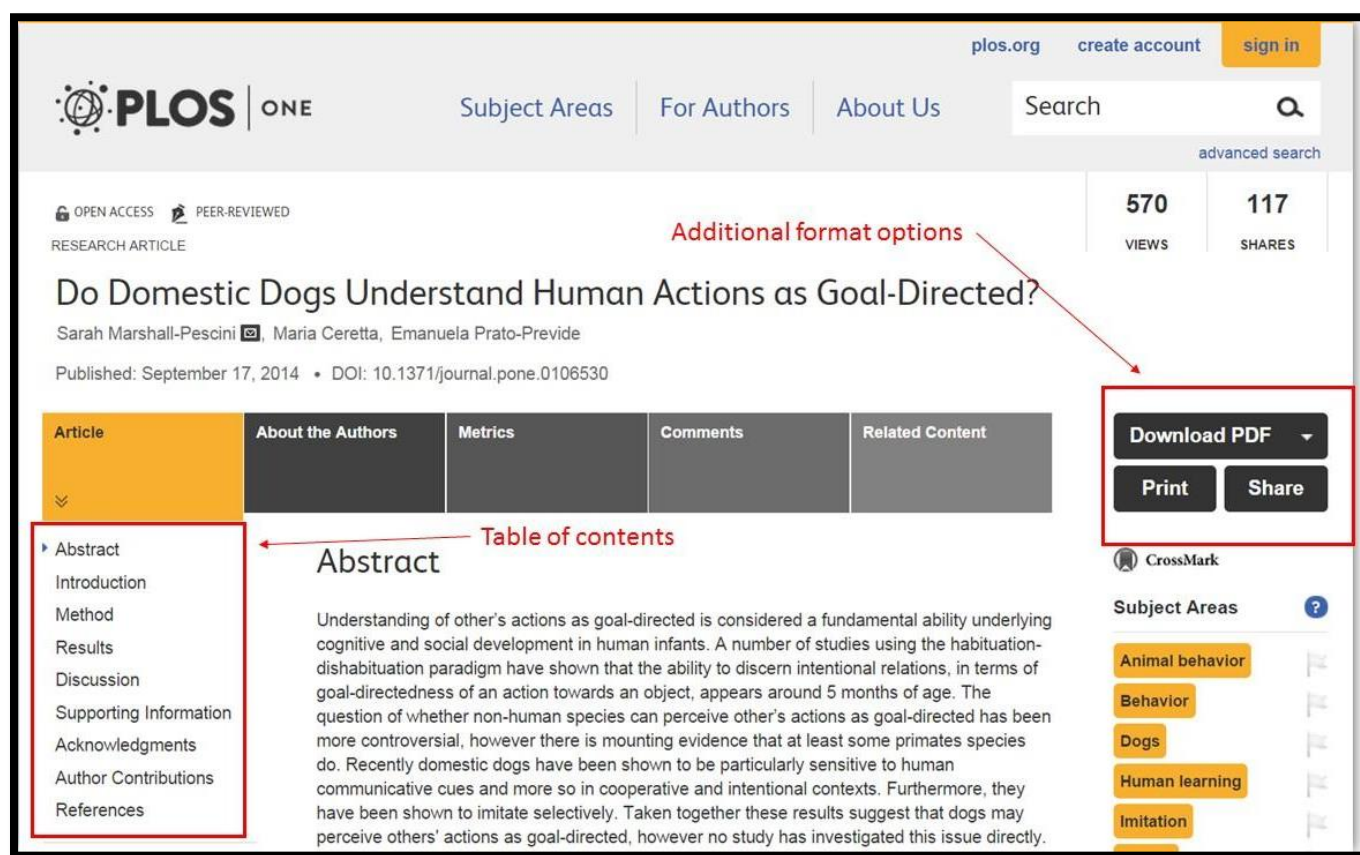 plos.org create account sign in
PLOS ONE
Subject Areas For Authors About Us Search
advanced search
OPEN ACCESS PEER-REVIEWED
570 117
VIEWS SHARES
RESEARCH ARTICLE
Additional format options
Do Domestic Dogs Understand Human Actions as Goal-Directed?
Sarah Marshall-Pescini , Maria Ceretta, Emanuela Prato-Previde
Published: September 17, 2014 • DOI: 10.1371/journal.pone.0106530
Article About the Authors Metrics Comments Related Content
Download PDF
Print Share
Table of contents
Abstract
Introduction
Method
Results
Discussion
Supporting Information
Acknowledgments
Author Contributions
References
Abstract
Understanding of other's actions as goal-directed is considered a fundamental ability underlying
cognitive and social development in human infants. A number of studies using the habituation-
dishabituation paradigm have shown that the ability to discern intentional relations, in terms of
goal-directedness of an action towards an object, appears around 5 months of age. The
question of whether non-human species can perceive other's actions as goal-directed has been
more controversial, however there is mounting evidence that at least some primates species
do. Recently domestic dogs have been shown to be particularly sensitive to human
communicative cues and more so in cooperative and intentional contexts. Furthermore, they
have been shown to imitate selectively. Taken together these results suggest that dogs may
perceive others' actions as goal-directed, however no study has investigated this issue directly.
CrossMark
Subject Areas ?
Animal behavior
Behavior
Dogs
Human learning
Imitation